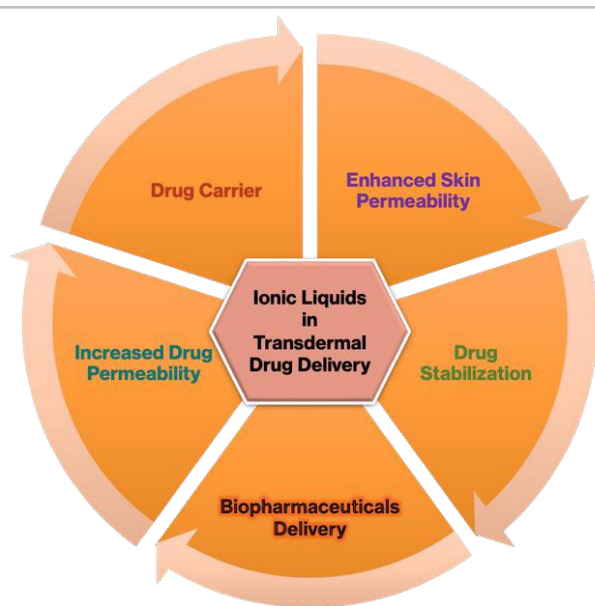 Drug Carrier
Enhanced Skin
Permeability
Ionic Liquids
in
Transdermal
Drug Delivery
Increased Drug
Permeability
Drug
Stabilization
Biopharmaceuticals
Delivery